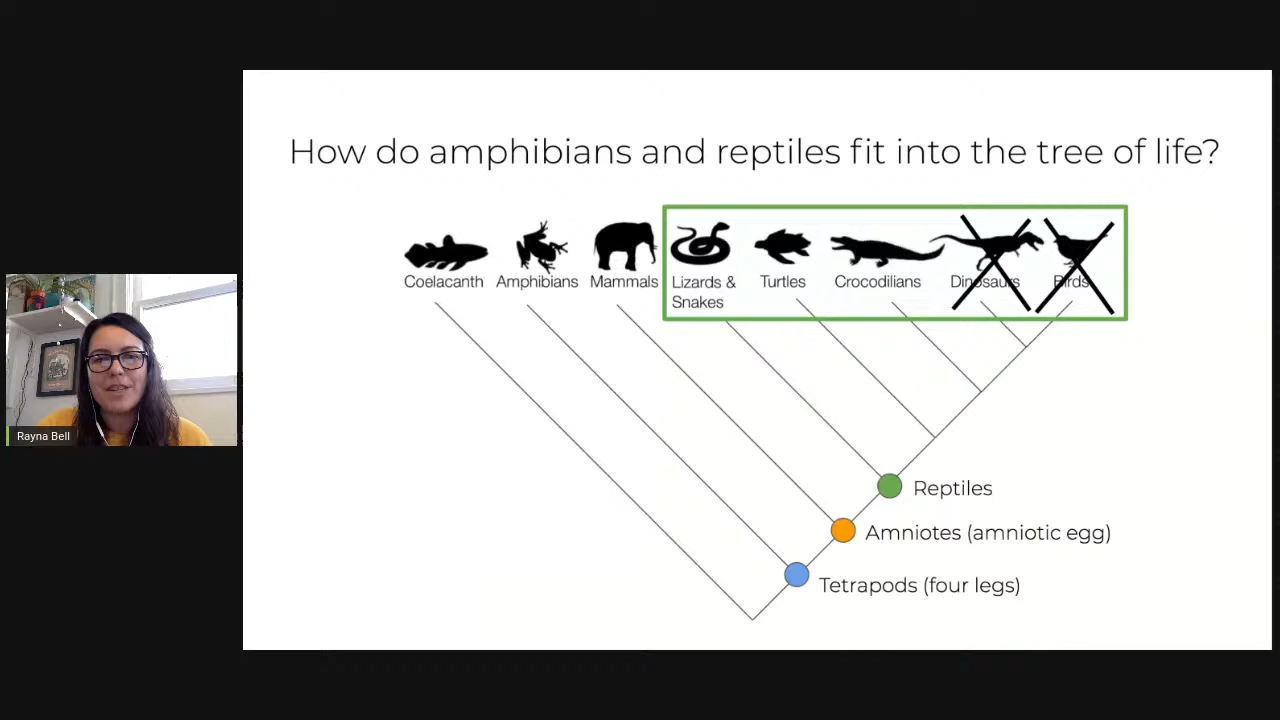 How do amphibians and reptiles fit into the tree of life?
Coelacanth Amphibians Mammals Lizards & Turtles Crocodilians Dinosaurs Birds
Snakes
Rayna Bell
Reptiles
Amniotes (amniotic egg)
Tetrapods (four legs)